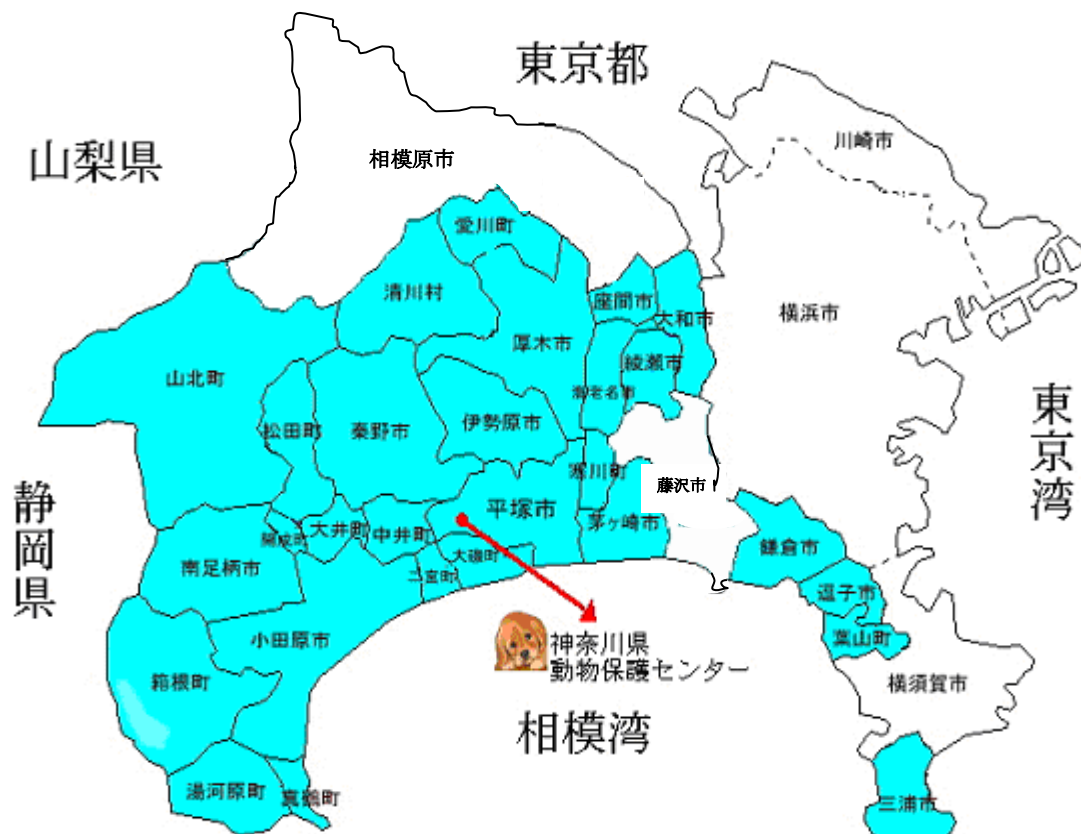 東京都
川崎市
山梨県
相模原市
愛川町
清川村
座間市
大和市
横浜市
厚木市
綾瀬市
山北町
海老名市
東京湾
松田町
秦野市
伊勢原市
寒川町
藤沢市
静岡県
平塚市
茅ヶ崎市
開成町
大井町
中井町
鎌倉市
大磯町
南足柄市
二宮町
逗子市
小田原市
葉山町
神奈川県
動物保護センター
箱根町
横須賀市
相模湾
湯河原町
真鶴町
三浦市